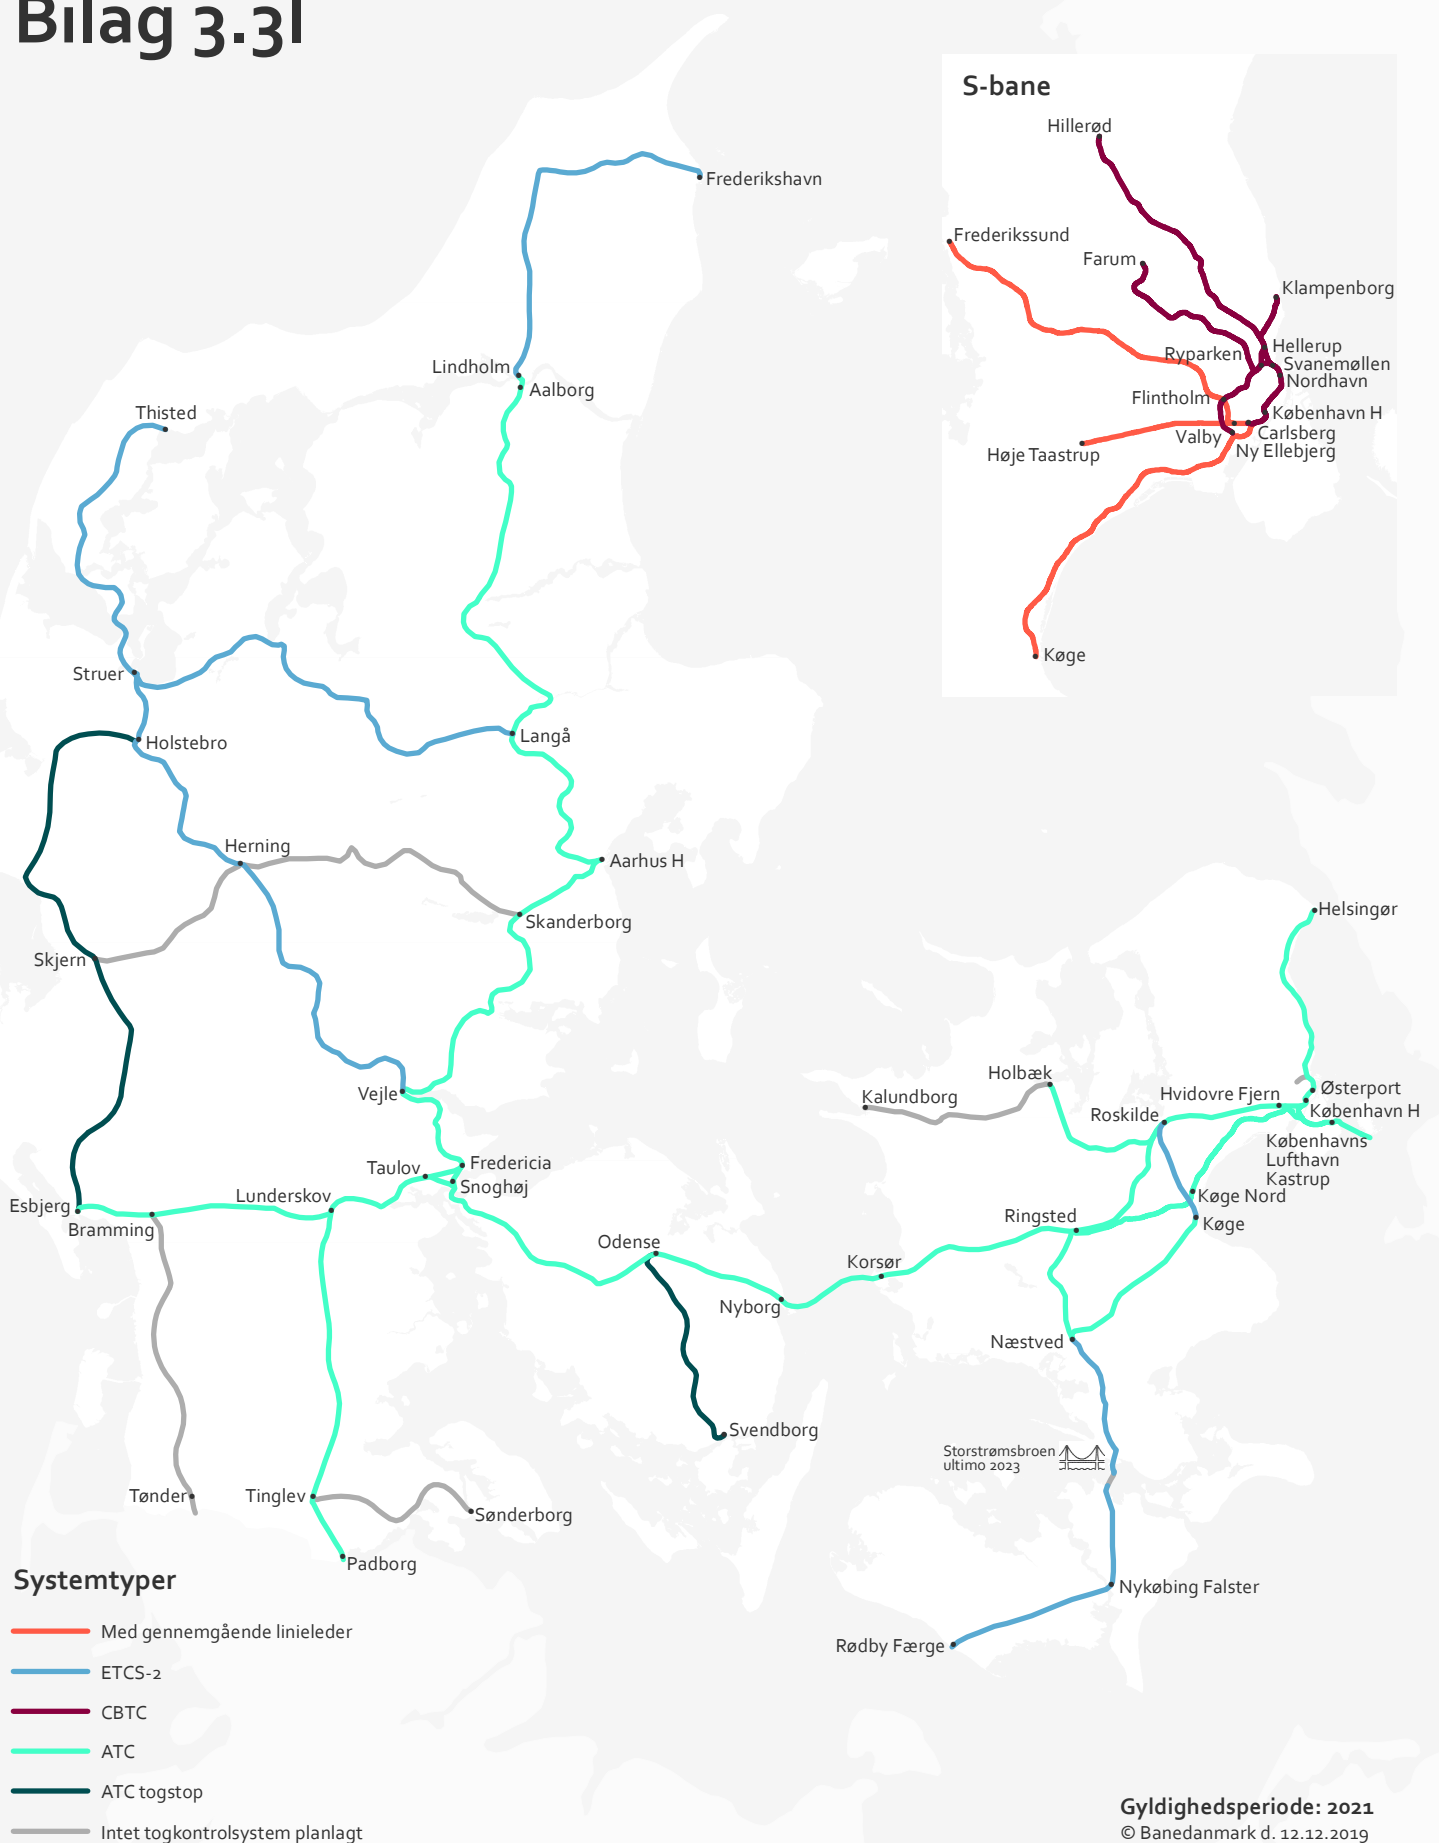 Bilag 3.3l
S-bane
Hillerød
Frederikssund
Farum
Klampenborg
Hellerup
Ryparken
Svanemøllen
Nordhavn
Flintholm
København H
Carlsberg
Valby
Ny Ellebjerg
Høje Taastrup
Køge
Frederikshavn
Lindholm
Aalborg
Thisted
Struer
Holstebro
Langå
Herning
Aarhus H
Skanderborg
Skjern
Vejle
Fredericia
Taulov
Snoghøj
Lunderskov
Esbjerg
Bramming
Odense
Nyborg
Korsør
Svendborg
Tønder
Tinglev
Sønderborg
Padborg
Helsingør
Holbæk
Kalundborg
Hvidovre Fjern
Østerport
København H
Roskilde
Københavns
Lufthavn
Kastrup
Køge Nord
Køge
Ringsted
Næstved
Storstrømsbroen
ultimo 2023
Nykøbing Falster
Rødby Færge
Systemtyper
Med gennemgående linieleder
ETCS-2
CBTC
ATC
ATC togstop
Intet togkontrolsystem planlagt
Gyldighedsperiode: 2021
© Banedanmark d. 12.12.2019